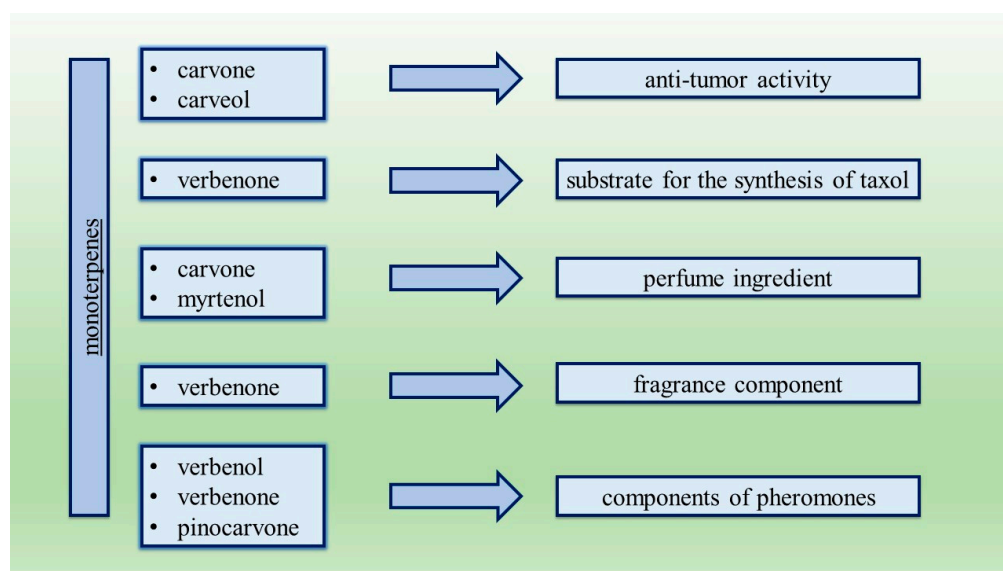 monoterpenes
• carvone
• carveol
anti-tumor activity
• verbenone
substrate for the synthesis of taxol
• carvone
• myrtenol
perfume ingredient
• verbenone
fragrance component
• verbenol
• verbenone
• pinocarvone
components of pheromones